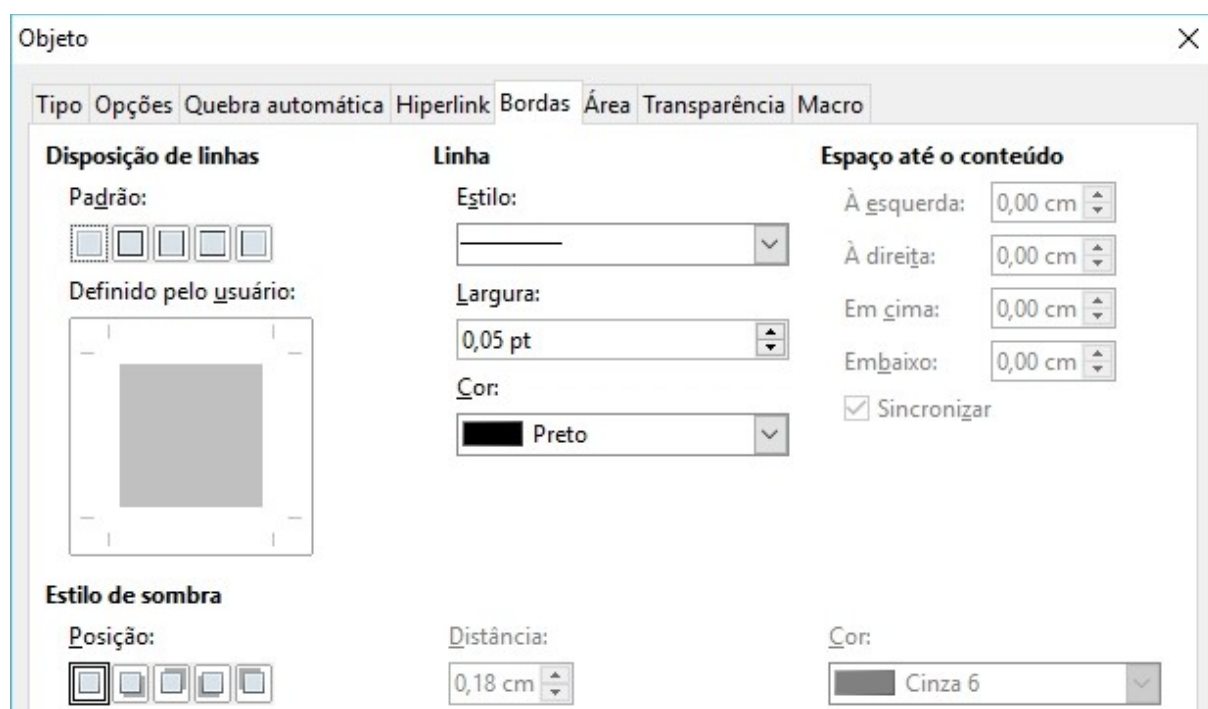 Objeto
Tipo Opções Quebra automática Hiperlink Bordas Área Transparência Macro
Disposição de linhas
Padrão:
Definido pelo usuário:
Linha
Estilo:
Largura:
0,05 pt
Cor:
Preto
Espaço até o conteúdo
À esquerda: 0,00 cm
À direita: 0,00 cm
Em cima: 0,00 cm
Embaixo: 0,00 cm
Sincronizar
Estilo de sombra
Posição:
Distância:
0,18 cm
Cor:
Cinza 6